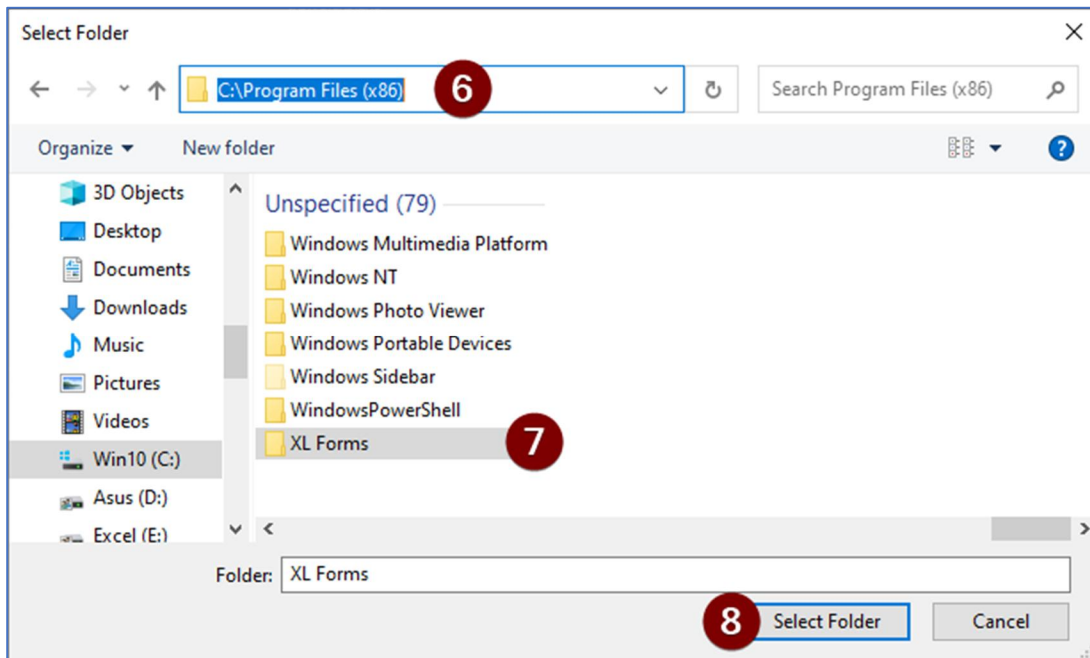 Select Folder
C:\Program Files (x86)
6
Search Program Files (x86)
Organize
New folder
?
3D Objects
Desktop
Documents
Downloads
Music
Pictures
Videos
Win10 (C:)
Asus (D:)
Excel (E:)
Unspecified (79)
Windows Multimedia Platform
Windows NT
Windows Photo Viewer
Windows Portable Devices
Windows Sidebar
WindowsPowerShell
XL Forms
7
Folder: XL Forms
8
Select Folder
Cancel